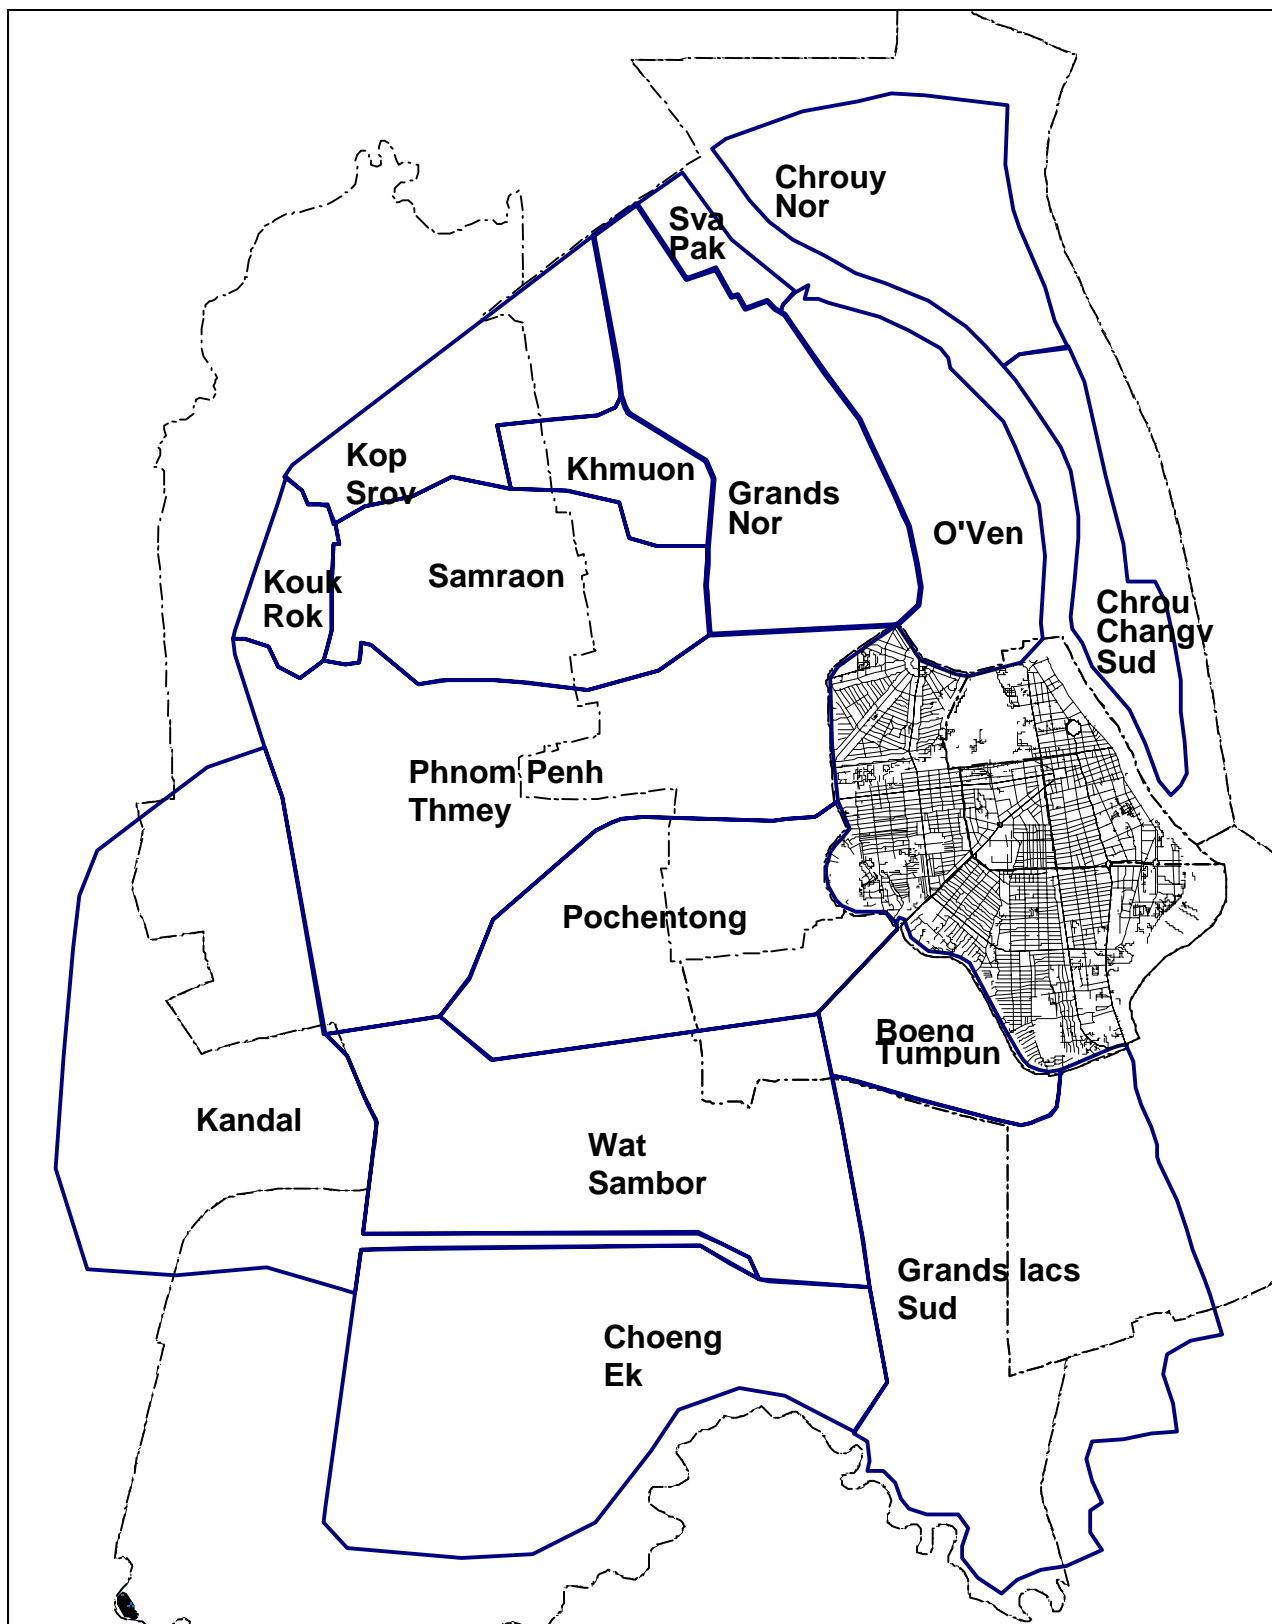 Chrouy
Nor
Sva
Pak
Kop
Srov
Khmuon
Grands
Nor
O'Ven
Kouk
Rok
Samraon
Chrou
Changv
Sud
Phnom Penh
Thmey
Pochentong
Boeng
Tumpun
Kandal
Wat
Sambor
Grands lacs
Sud
Choeng
Ek